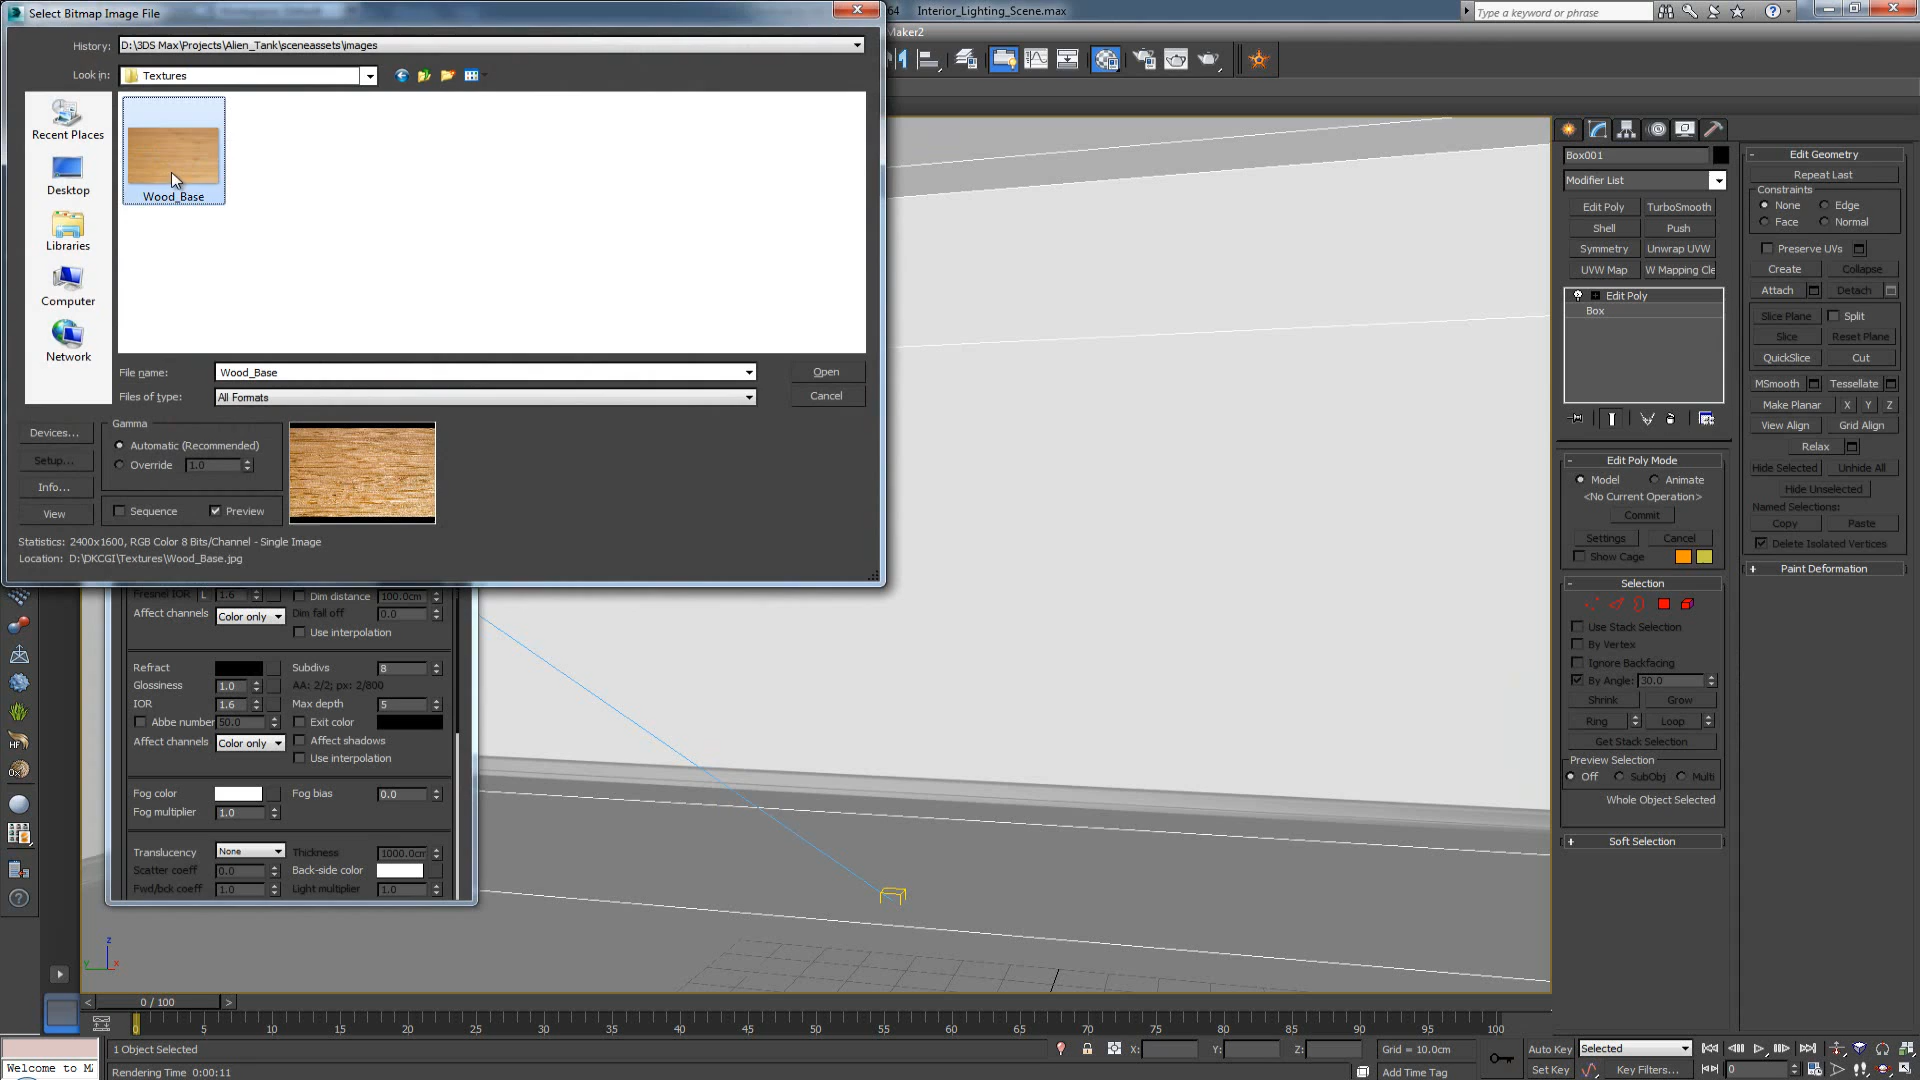 Select Bitmap Image File
64 Interior_Lighting_Scene.max
Type a keyword or phrase
History: D:\3DS Max\Projects\Alien_Tank\sceneassets\images
Maker2
Look in: Textures
Recent Places
Desktop
Libraries
Computer
Network
Wood_Base
File name: Wood_Base
Open
Files of type: All Formats
Cancel
Devices...
Setup...
Info...
View
Gamma
Automatic (Recommended)
Override 1.0
Sequence
Preview
Statistics: 2400x1600, RGB Color 8 Bits/Channel - Single Image
Location: D:\DKCGI\Textures\Wood_Base.jpg
Fresnel IOR L 1.6 Dim distance 100.0cm
Affect channels Color only Dim fall off 0.0
Use interpolation
Refract Subdivs 8
Glossiness 1.0 AA: 2/2; px: 2/800
IOR 1.6 Max depth 5
Abbe number 50.0 Exit color
Affect channels Color only Affect shadows
Use interpolation
Fog color Fog bias 0.0
Fog multiplier 1.0
Translucency None Thickness 1000.0cm
Scatter coeff 0.0 Back-side color
Fwd/bck coeff 1.0 Light multiplier 1.0
z
y x
Box001
Modifier List
Edit Poly TurboSmooth
Shell Push
Symmetry Unwrap UVW
UVW Map W Mapping Cle
Edit Poly
Box
Edit Poly Mode
Model Animate
<No Current Operation>
Commit
Settings Cancel
Show Cage
Selection
Use Stack Selection
By Vertex
Ignore Backfacing
By Angle: 30.0
Shrink Grow
Ring Loop
Get Stack Selection
Preview Selection
Off SubObj Multi
Whole Object Selected
Soft Selection
Edit Geometry
Repeat Last
Constraints
None Edge
Face Normal
Preserve UVs
Create Collapse
Attach Detach
Slice Plane Split
Slice Reset Plane
QuickSlice Cut
MSmooth Tessellate
Make Planar X Y Z
View Align Grid Align
Relax
Hide Selected Unhide All
Hide Unselected
Named Selections:
Copy Paste
Delete Isolated Vertices
Paint Deformation
< 0 / 100 >
0 5 10 15 20 25 30 35 40 45 50 55 60 65 70 75 80 85 90 95 100
1 Object Selected X: Y: Z: Grid = 10.0cm Auto Key Selected
Welcome to MA
Rendering Time 0:00:11 Add Time Tag Set Key Key Filters... 0